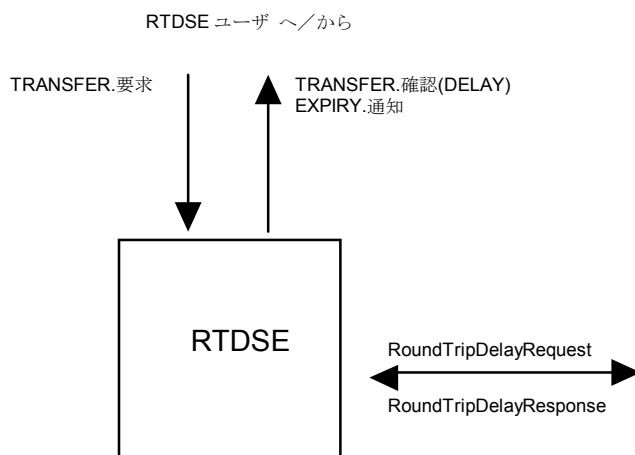 RTDSE ユーザ へ／から
TRANSFER.要求
TRANSFER.確認(DELAY)
EXPIRY.通知
RTDSE
RoundTripDelayRequest
RoundTripDelayResponse